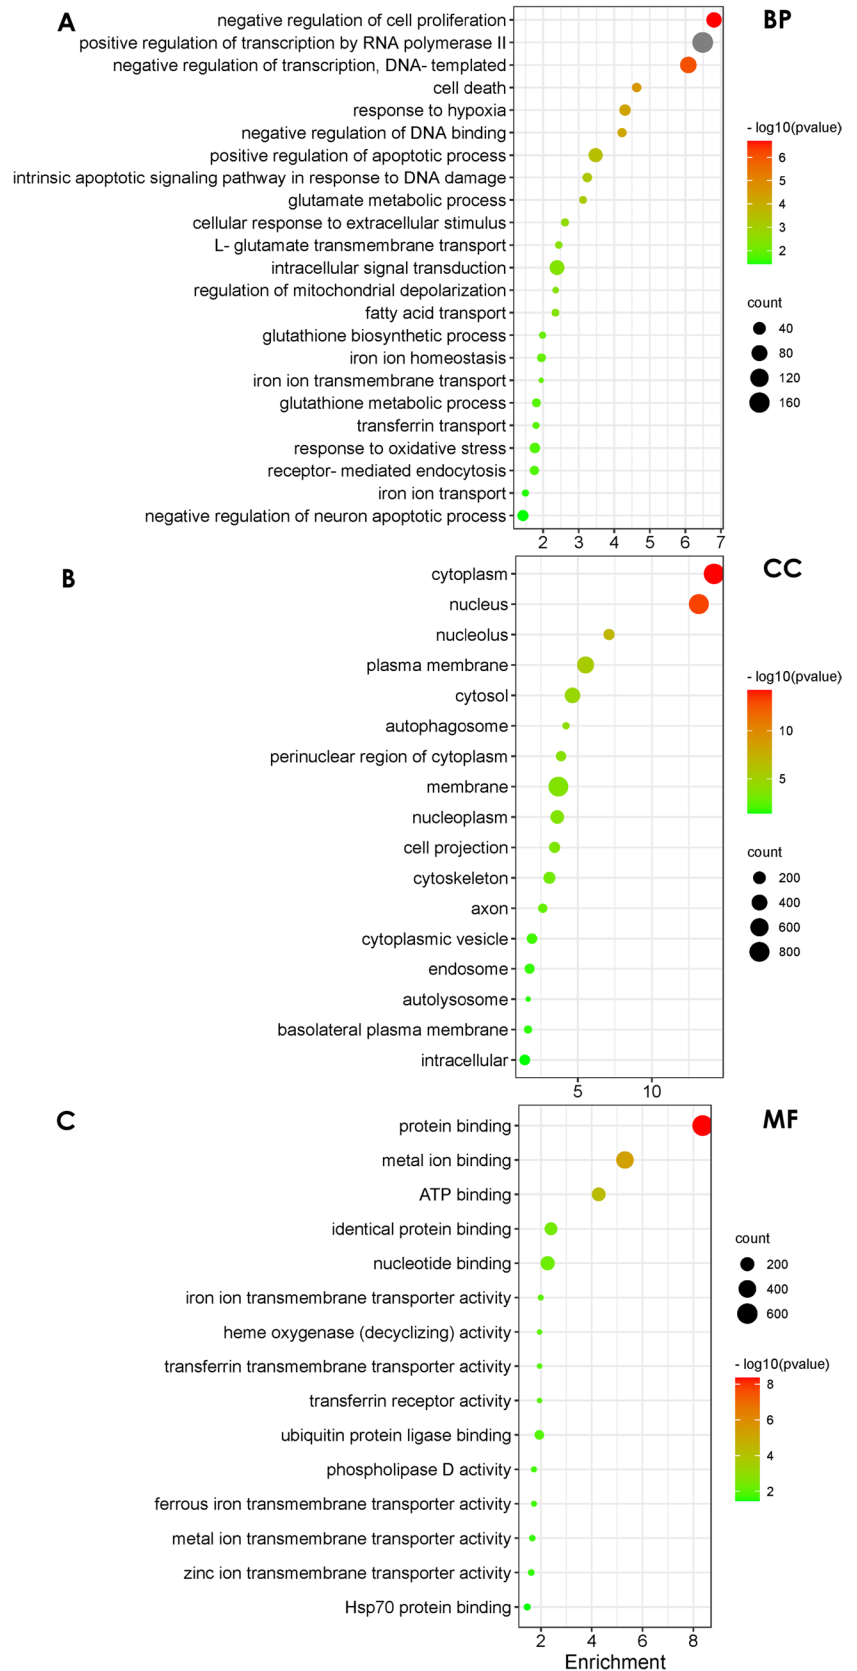 A
BP
negative regulation of cell proliferation
positive regulation of transcription by RNA polymerase II
negative regulation of transcription, DNA- templated
cell death
response to hypoxia
negative regulation of DNA binding
positive regulation of apoptotic process
intrinsic apoptotic signaling pathway in response to DNA damage
glutamate metabolic process
cellular response to extracellular stimulus
L- glutamate transmembrane transport
intracellular signal transduction
regulation of mitochondrial depolarization
fatty acid transport
glutathione biosynthetic process
iron ion homeostasis
iron ion transmembrane transport
glutathione metabolic process
transferrin transport
response to oxidative stress
receptor- mediated endocytosis
iron ion transport
negative regulation of neuron apoptotic process
2 3 4 5 6 7
- log10(pvalue)
6
5
4
3
2
count
40
80
120
160
B
CC
cytoplasm
nucleus
nucleolus
plasma membrane
cytosol
autophagosome
perinuclear region of cytoplasm
membrane
nucleoplasm
cell projection
cytoskeleton
axon
cytoplasmic vesicle
endosome
autolysosome
basolateral plasma membrane
intracellular
5 10
- log10(pvalue)
10
5
count
200
400
600
800
C
MF
protein binding
metal ion binding
ATP binding
identical protein binding
nucleotide binding
iron ion transmembrane transporter activity
heme oxygenase (decyclizing) activity
transferrin transmembrane transporter activity
transferrin receptor activity
ubiquitin protein ligase binding
phospholipase D activity
ferrous iron transmembrane transporter activity
metal ion transmembrane transporter activity
zinc ion transmembrane transporter activity
Hsp70 protein binding
2 4 6 8
Enrichment
count
200
400
600
- log10(pvalue)
8
6
4
2